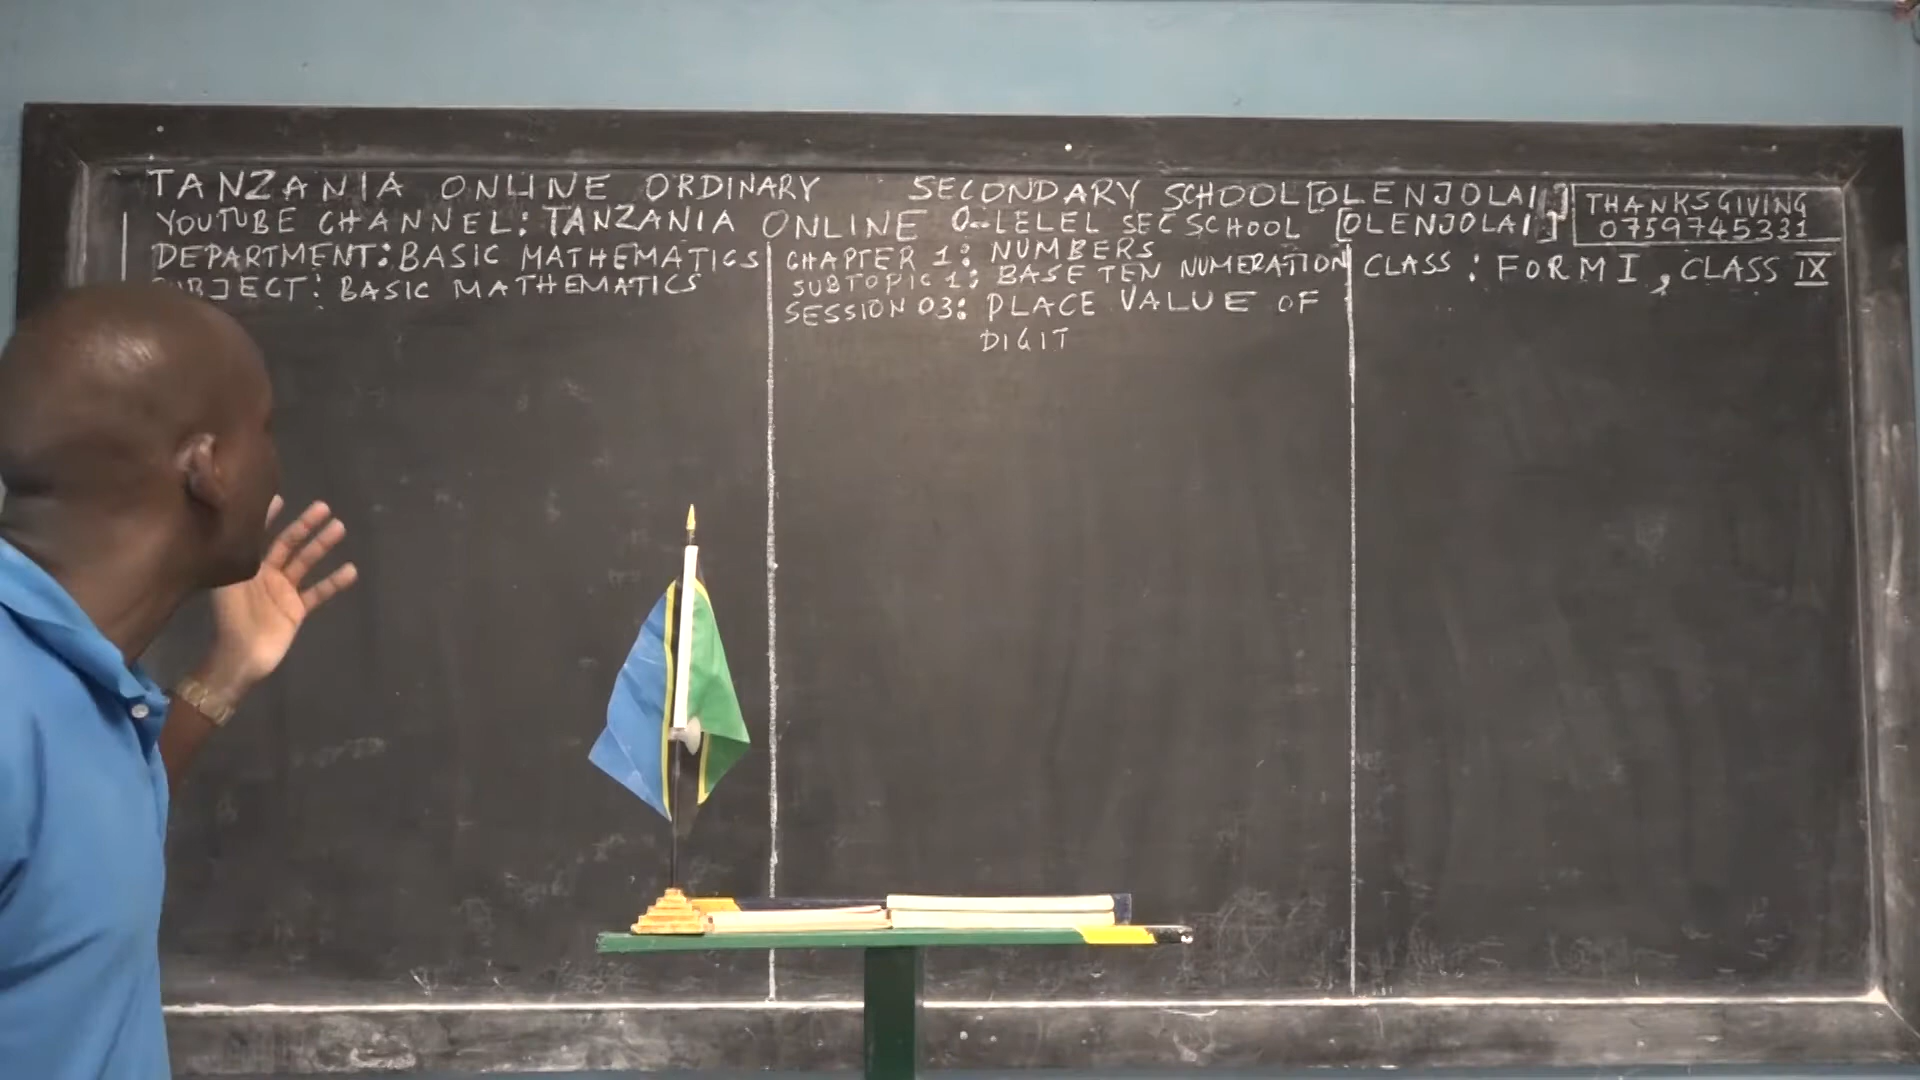 TANZANIA ONLINE ORDINARY SECONDARY SCHOOL [OLENJOLAI]
YOUTUBE CHANNEL: TANZANIA ONLINE O-LELEL SEC SCHOOL [OLENJOLAI]
THANKSGIVING
0759745331
DEPARTMENT: BASIC MATHEMATICS
SUBJECT: BASIC MATHEMATICS
CHAPTER 1: NUMBERS
SUBTOPIC 1: BASE TEN NUMERATION
SESSION 03: PLACE VALUE OF
DIGIT
CLASS: FORM I, CLASS IX